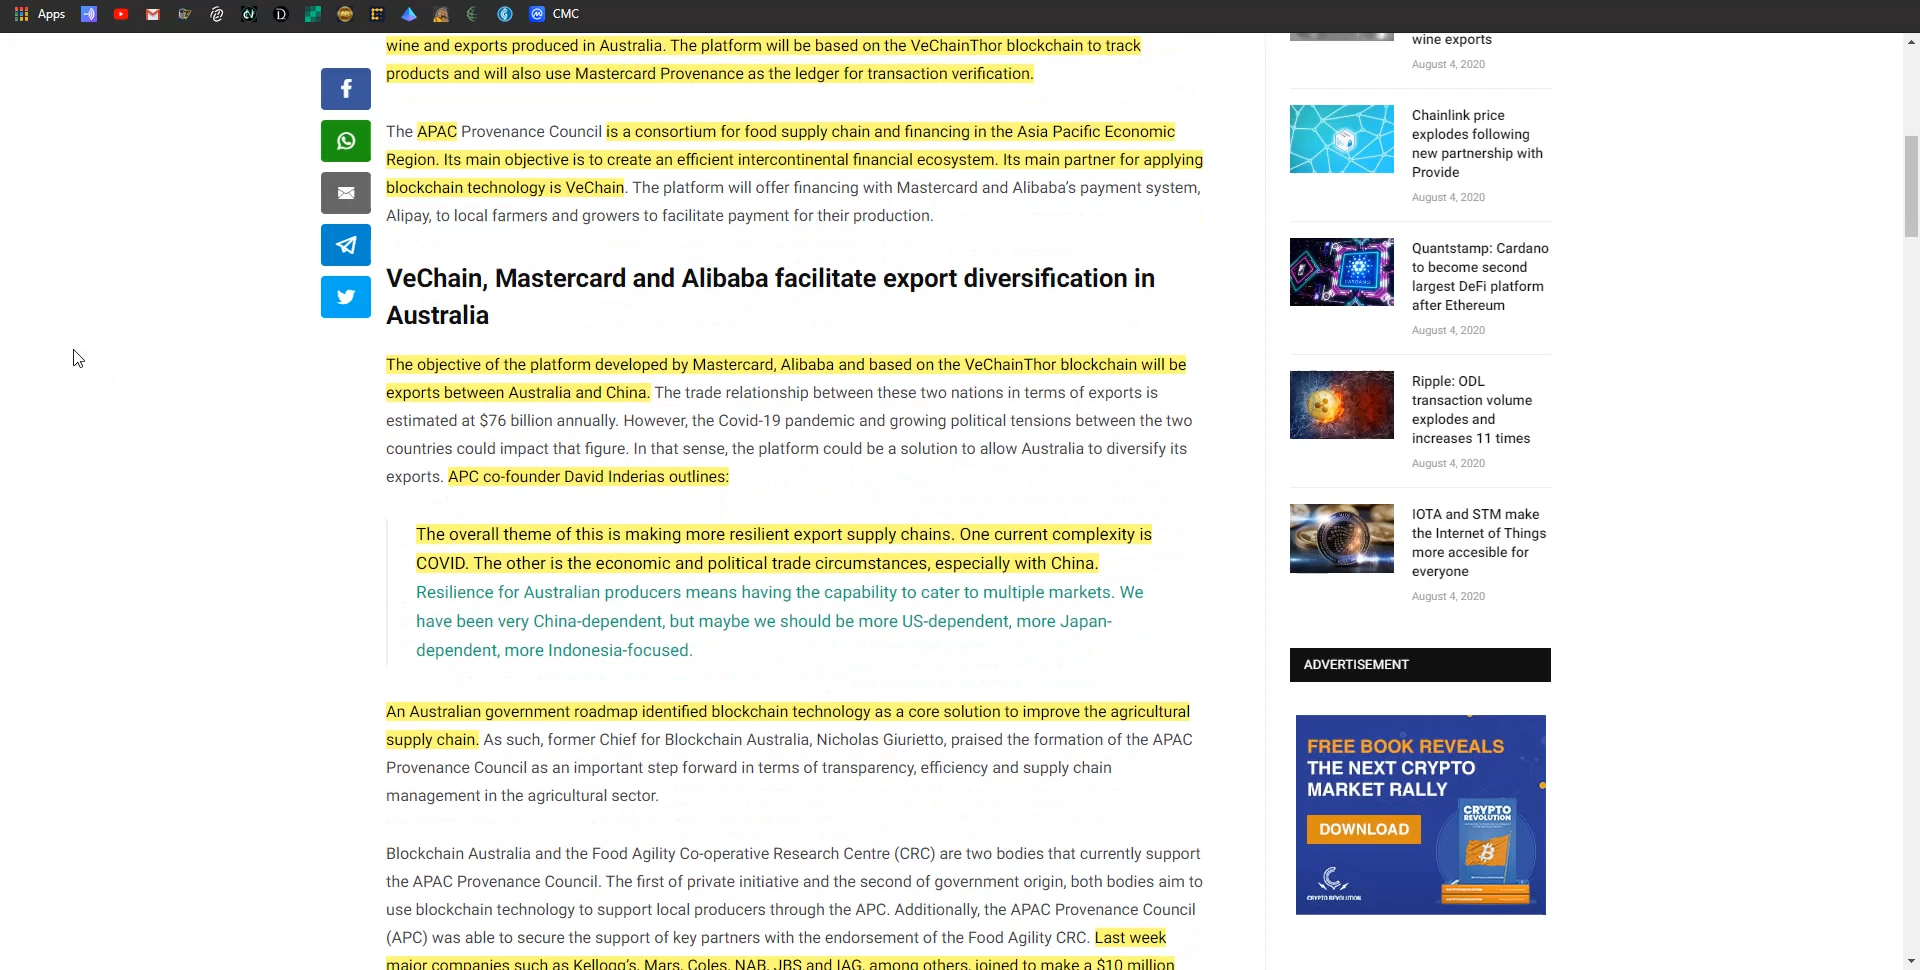 Apps
CMC
wine and exports produced in Australia. The platform will be based on the VeChainThor blockchain to track
products and will also use Mastercard Provenance as the ledger for transaction verification.
The APAC Provenance Council is a consortium for food supply chain and financing in the Asia Pacific Economic
Region. Its main objective is to create an efficient intercontinental financial ecosystem. Its main partner for applying
blockchain technology is VeChain. The platform will offer financing with Mastercard and Alibaba's payment system,
Alipay, to local farmers and growers to facilitate payment for their production.
VeChain, Mastercard and Alibaba facilitate export diversification in
Australia
The objective of the platform developed by Mastercard, Alibaba and based on the VeChainThor blockchain will be
exports between Australia and China. The trade relationship between these two nations in terms of exports is
estimated at $76 billion annually. However, the Covid-19 pandemic and growing political tensions between the two
countries could impact that figure. In that sense, the platform could be a solution to allow Australia to diversify its
exports. APC co-founder David Inderias outlines:
The overall theme of this is making more resilient export supply chains. One current complexity is
COVID. The other is the economic and political trade circumstances, especially with China.
Resilience for Australian producers means having the capability to cater to multiple markets. We
have been very China-dependent, but maybe we should be more US-dependent, more Japan-
dependent, more Indonesia-focused.
An Australian government roadmap identified blockchain technology as a core solution to improve the agricultural
supply chain. As such, former Chief for Blockchain Australia, Nicholas Giurietto, praised the formation of the APAC
Provenance Council as an important step forward in terms of transparency, efficiency and supply chain
management in the agricultural sector.
Blockchain Australia and the Food Agility Co-operative Research Centre (CRC) are two bodies that currently support
the APAC Provenance Council. The first of private initiative and the second of government origin, both bodies aim to
use blockchain technology to support local producers through the APC. Additionally, the APAC Provenance Council
(APC) was able to secure the support of key partners with the endorsement of the Food Agility CRC. Last week
major companies such as Kellogg's, Mars, Coles, NAB, JBS and IAG, among others, joined to make a $10 million
wine exports
August 4, 2020
Chainlink price
explodes following
new partnership with
Provide
August 4, 2020
Quantstamp: Cardano
to become second
largest DeFi platform
after Ethereum
August 4, 2020
CARDANO
Ripple: ODL
transaction volume
explodes and
increases 11 times
August 4, 2020
IOTA and STM make
the Internet of Things
more accesible for
everyone
August 4, 2020
ADVERTISEMENT
FREE BOOK REVEALS
THE NEXT CRYPTO
MARKET RALLY
DOWNLOAD
CRYPTO
REVOLUTION
CRYPTO REVOLUTION